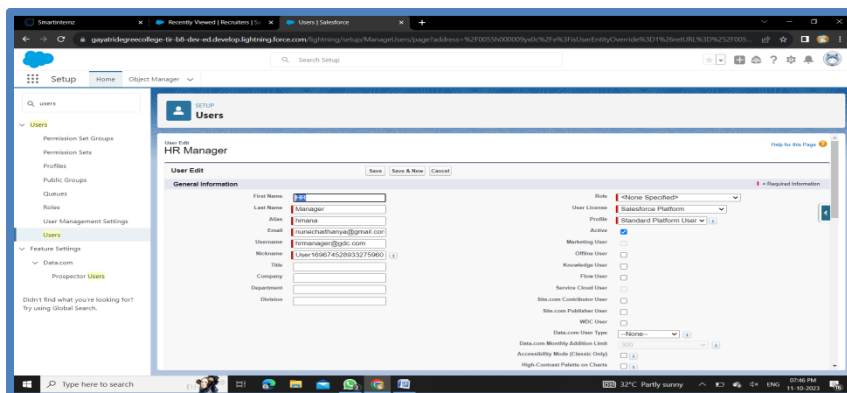 Smartinternz
Recently Viewed | Recruiters | Sa
Users | Salesforce
gayatridegreecollege-tir-b8-dev-ed.develop.lightning.force.com/lightning/setup/ManageUsers/page?address=%2F0055h000009yx0c%2Fe%3FisUserEntityOverride%3D1%26retURL%3D%252F005...
Search Setup
Setup
Home
Object Manager
users
SETUP
Users
Users
Permission Set Groups
Permission Sets
Profiles
Public Groups
Queues
Roles
User Management Settings
Users
Feature Settings
Data.com
Prospector Users
Didn't find what you're looking for?
Try using Global Search.
User Edit
HR Manager
Help for this Page
User Edit
Save
Save & New
Cancel
General Information
= Required Information
First Name HR
Last Name Manager
Alias hmana
Email nunechathanya@gmail.cor
Username hrmanager@gdc.com
Nickname User169674528933275960
Title
Company
Department
Division
Role <None Specified>
User License Salesforce Platform
Profile Standard Platform User
Active
Marketing User
Offline User
Knowledge User
Flow User
Service Cloud User
Site.com Contributor User
Site.com Publisher User
WDC User
Data.com User Type --None--
Data.com Monthly Addition Limit 300
Accessibility Mode (Classic Only)
High-Contrast Palette on Charts
Type here to search
32°C Partly sunny
ENG
07:46 PM
11-10-2023